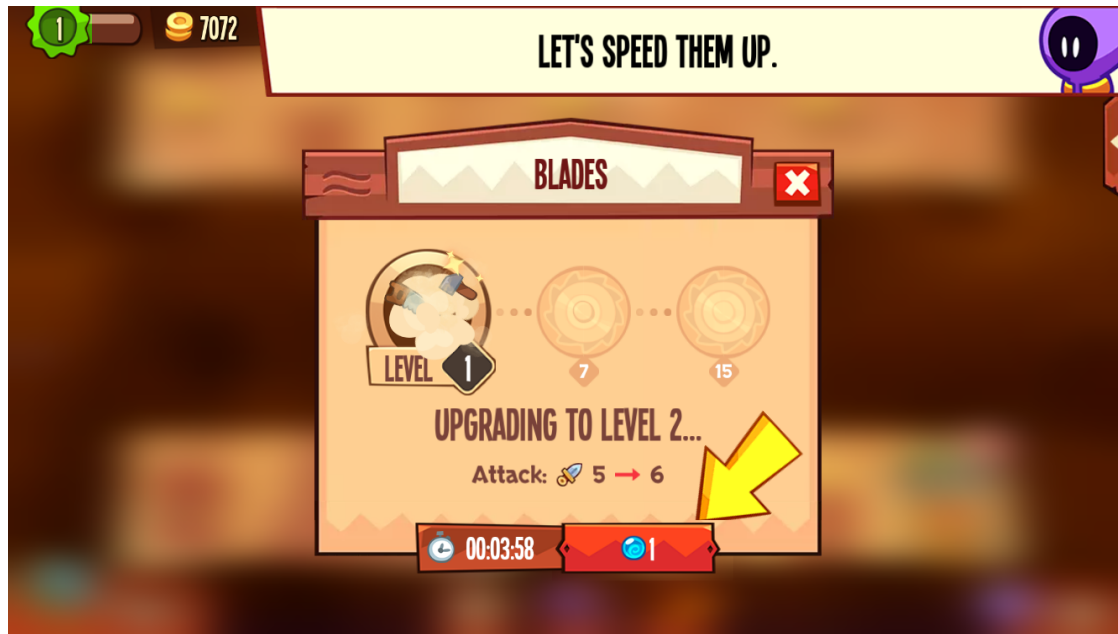 1
7072
LET'S SPEED THEM UP.
BLADES
LEVEL 1
7
15
UPGRADING TO LEVEL 2...
Attack: 5 → 6
00:03:58
1